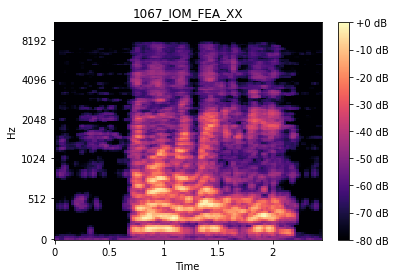 1067_IOM_FEA_XX
8192
4096
2048
1024
512
0
Hz
0
0.5
1
1.5
2
Time
+0 dB
-10 dB
-20 dB
-30 dB
-40 dB
-50 dB
-60 dB
-70 dB
-80 dB